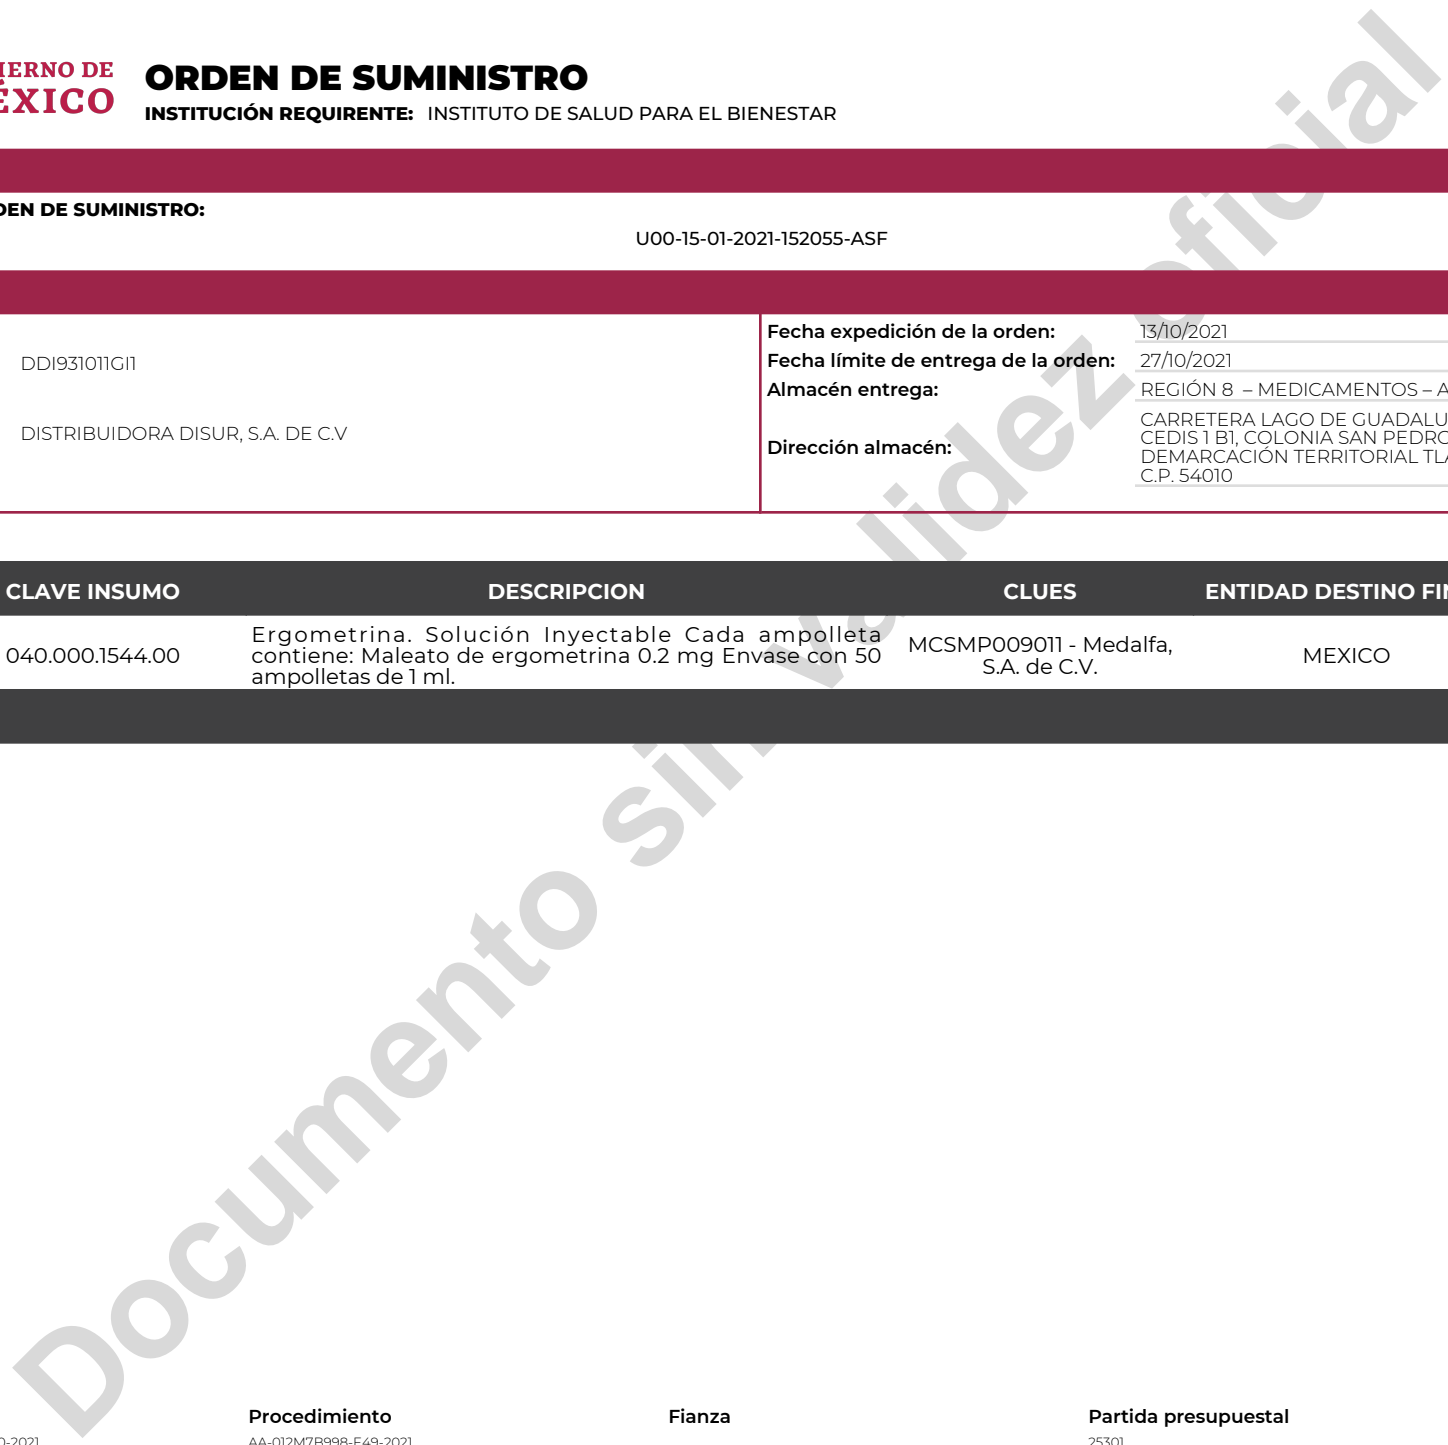 IERNO DE
ÉXICO
ORDEN DE SUMINISTRO
INSTITUCIÓN REQUIRENTE: INSTITUTO DE SALUD PARA EL BIENESTAR
DEN DE SUMINISTRO:
U00-15-01-2021-152055-ASF
DDI931011GI1
DISTRIBUIDORA DISUR, S.A. DE C.V
Fecha expedición de la orden: 13/10/2021
Fecha límite de entrega de la orden: 27/10/2021
Almacén entrega: REGIÓN 8 – MEDICAMENTOS – A
Dirección almacén:
CARRETERA LAGO DE GUADALU
CEDIS 1 B1, COLONIA SAN PEDRO
DEMARCACIÓN TERRITORIAL TLA
C.P. 54010
CLAVE INSUMO DESCRIPCION CLUES ENTIDAD DESTINO FIN
040.000.1544.00
Ergometrina. Solución Inyectable Cada ampolleta
contiene: Maleato de ergometrina 0.2 mg Envase con 50
ampolletas de 1 ml.
MCSMP009011 - Medalfa,
S.A. de C.V.
MEXICO
Documento sin validez oficial
Procedimiento Fianza Partida presupuestal
0-2021 AA-012M7B998-E49-2021 25301